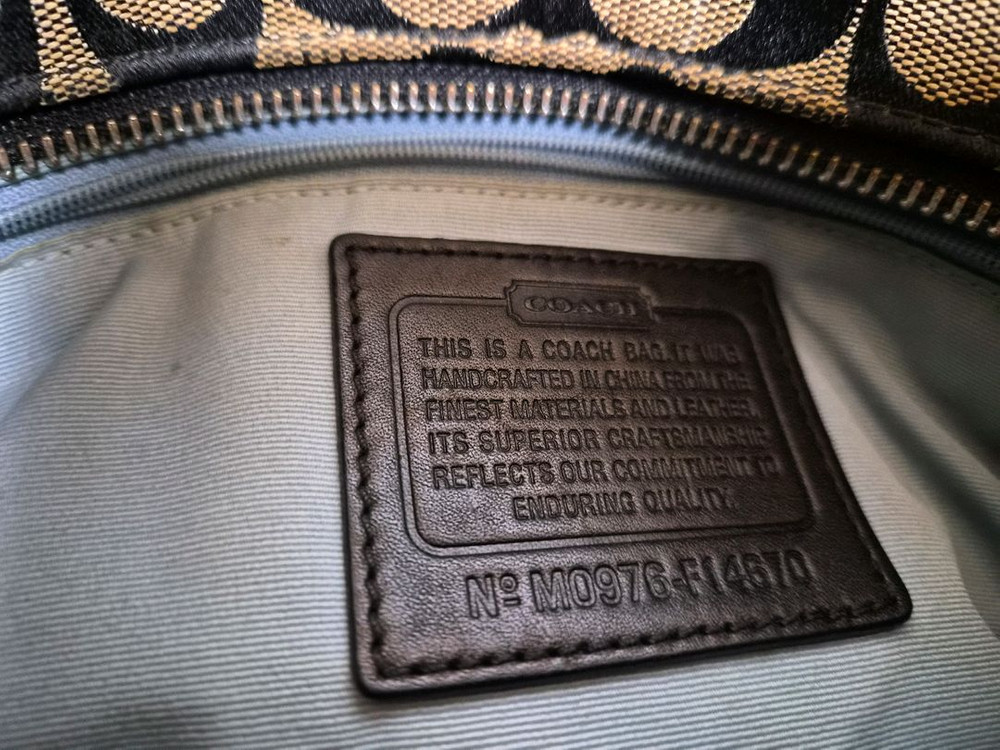 COACH
THIS IS A COACH BAG. IT WAS
HANDCRAFTED IN CHINA FROM THE
FINEST MATERIALS AND LEATHER.
ITS SUPERIOR CRAFTSMANSHIP
REFLECTS OUR COMMITMENT TO
ENDURING QUALITY.
Nº M0976-F14570